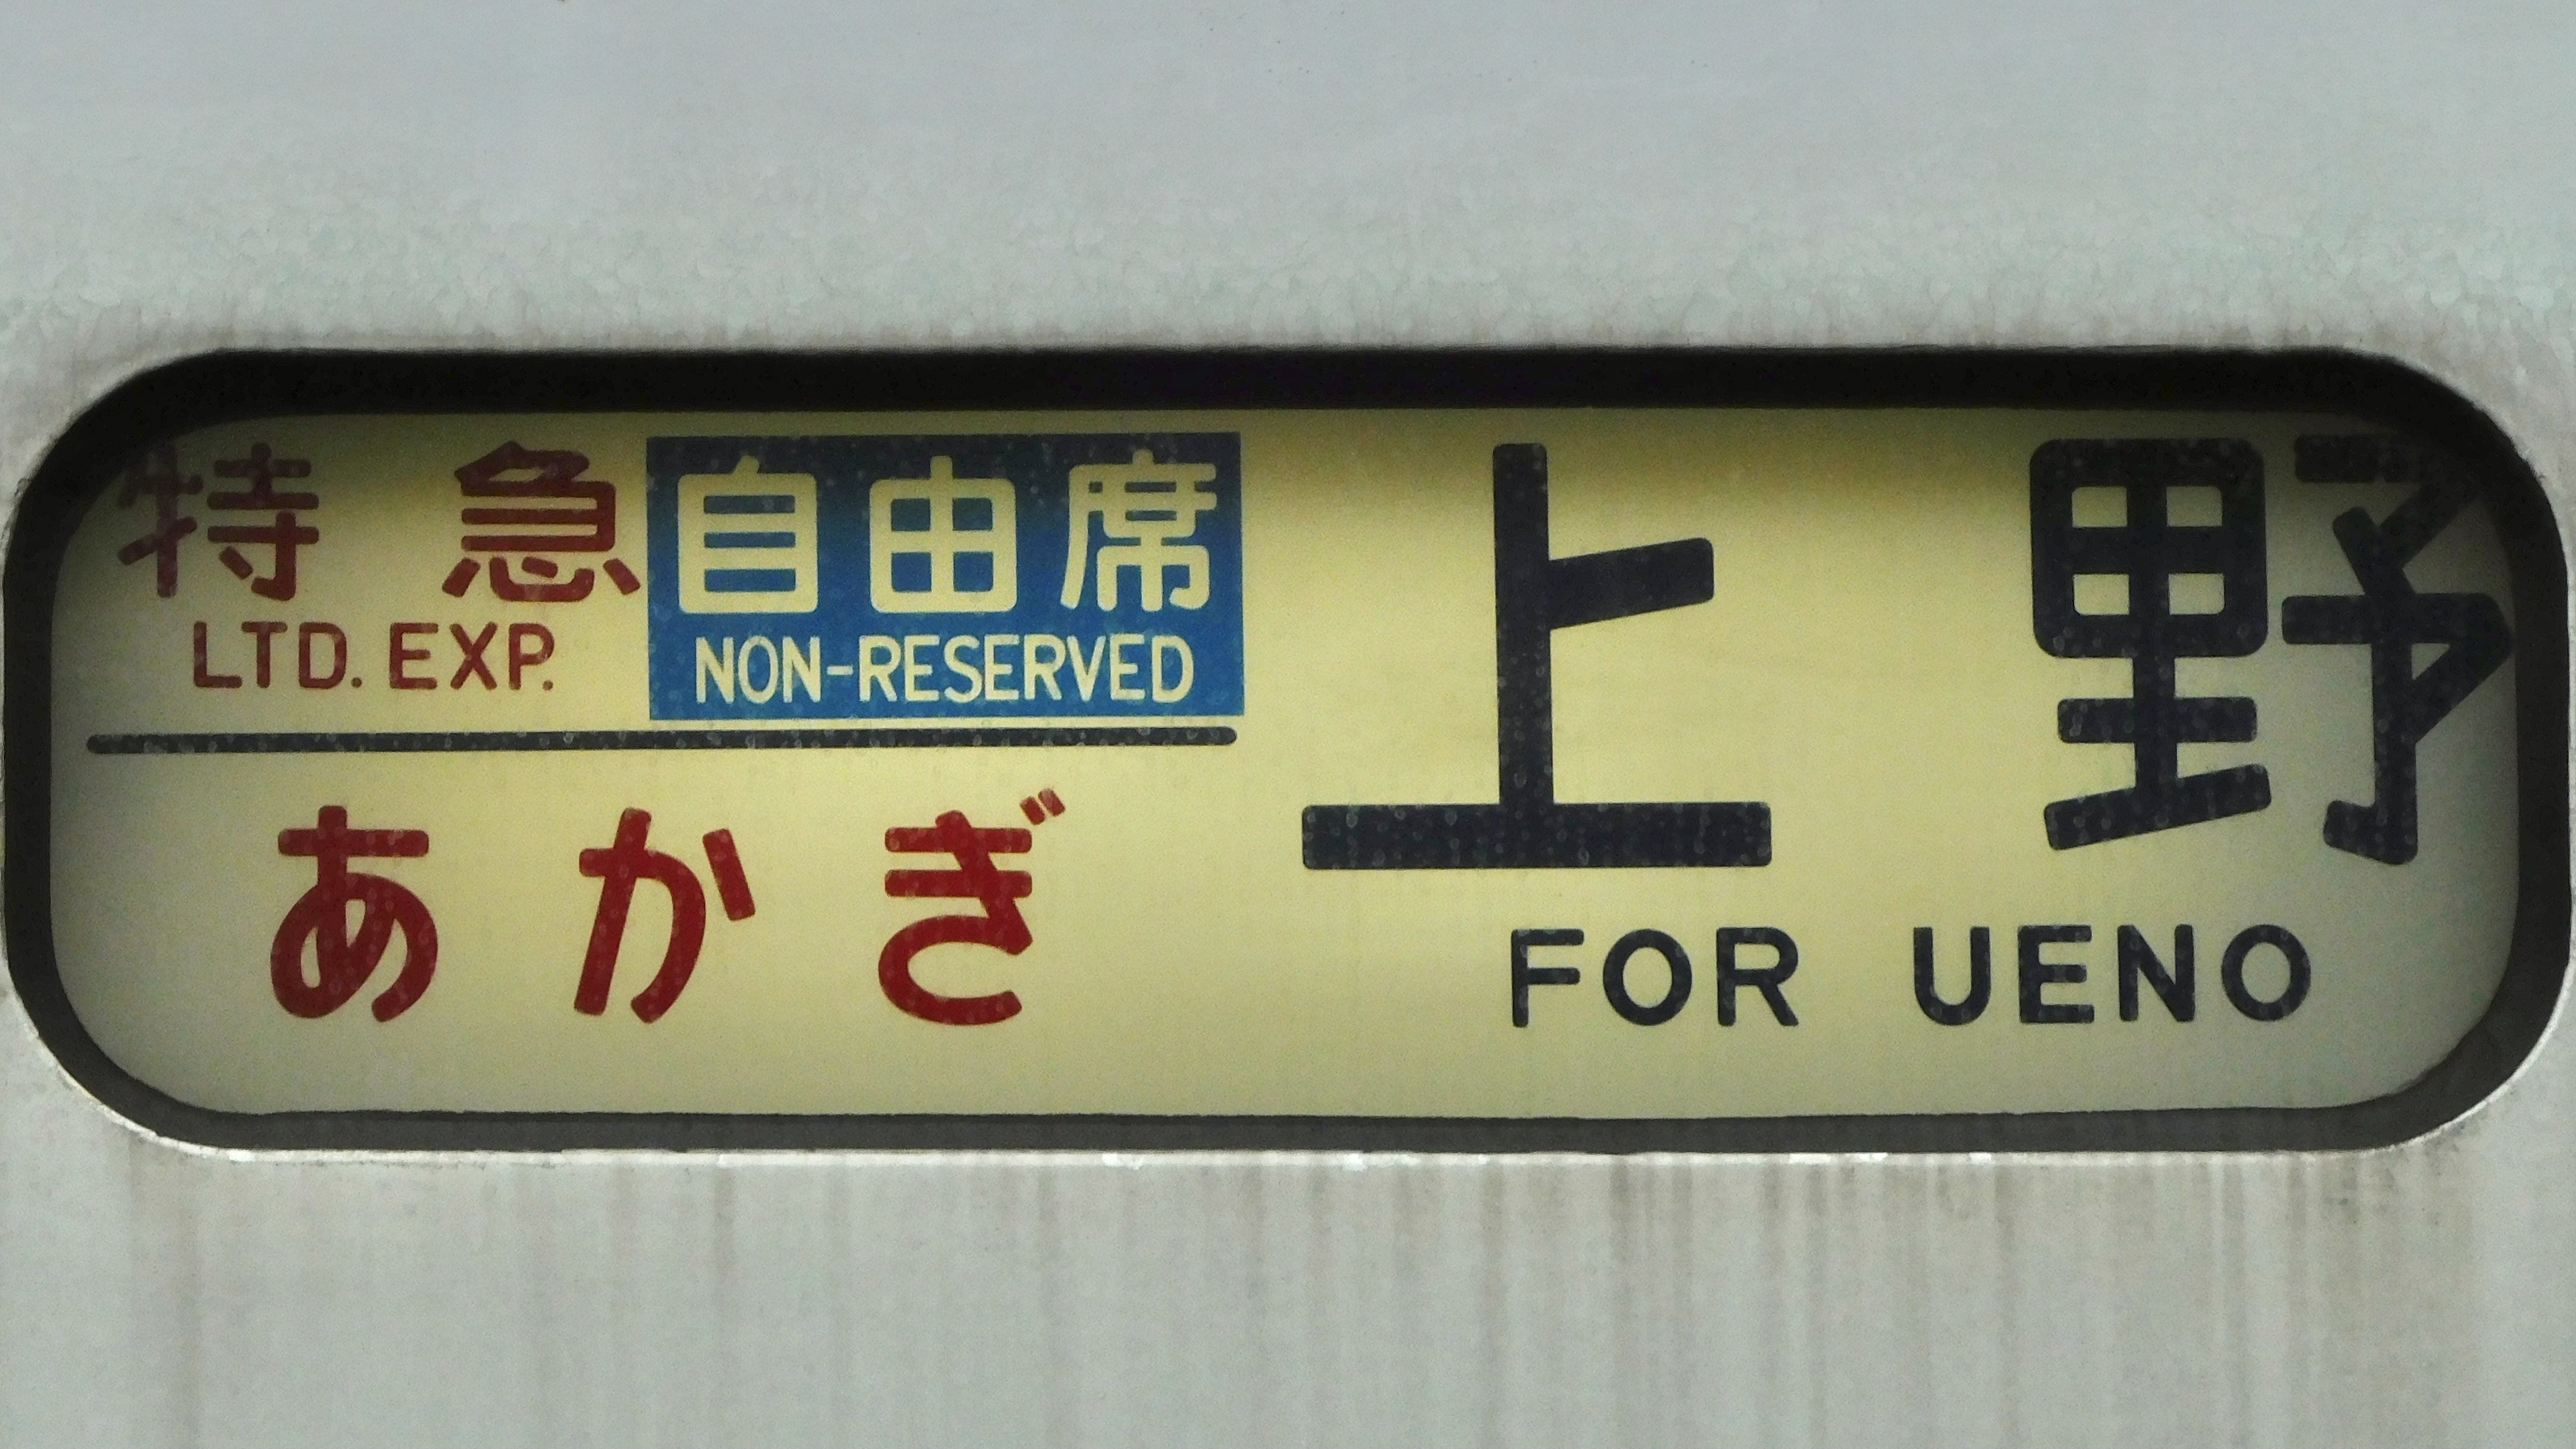 特急 自由席
LTD. EXP. NON-RESERVED
あかぎ
上野
FOR UENO